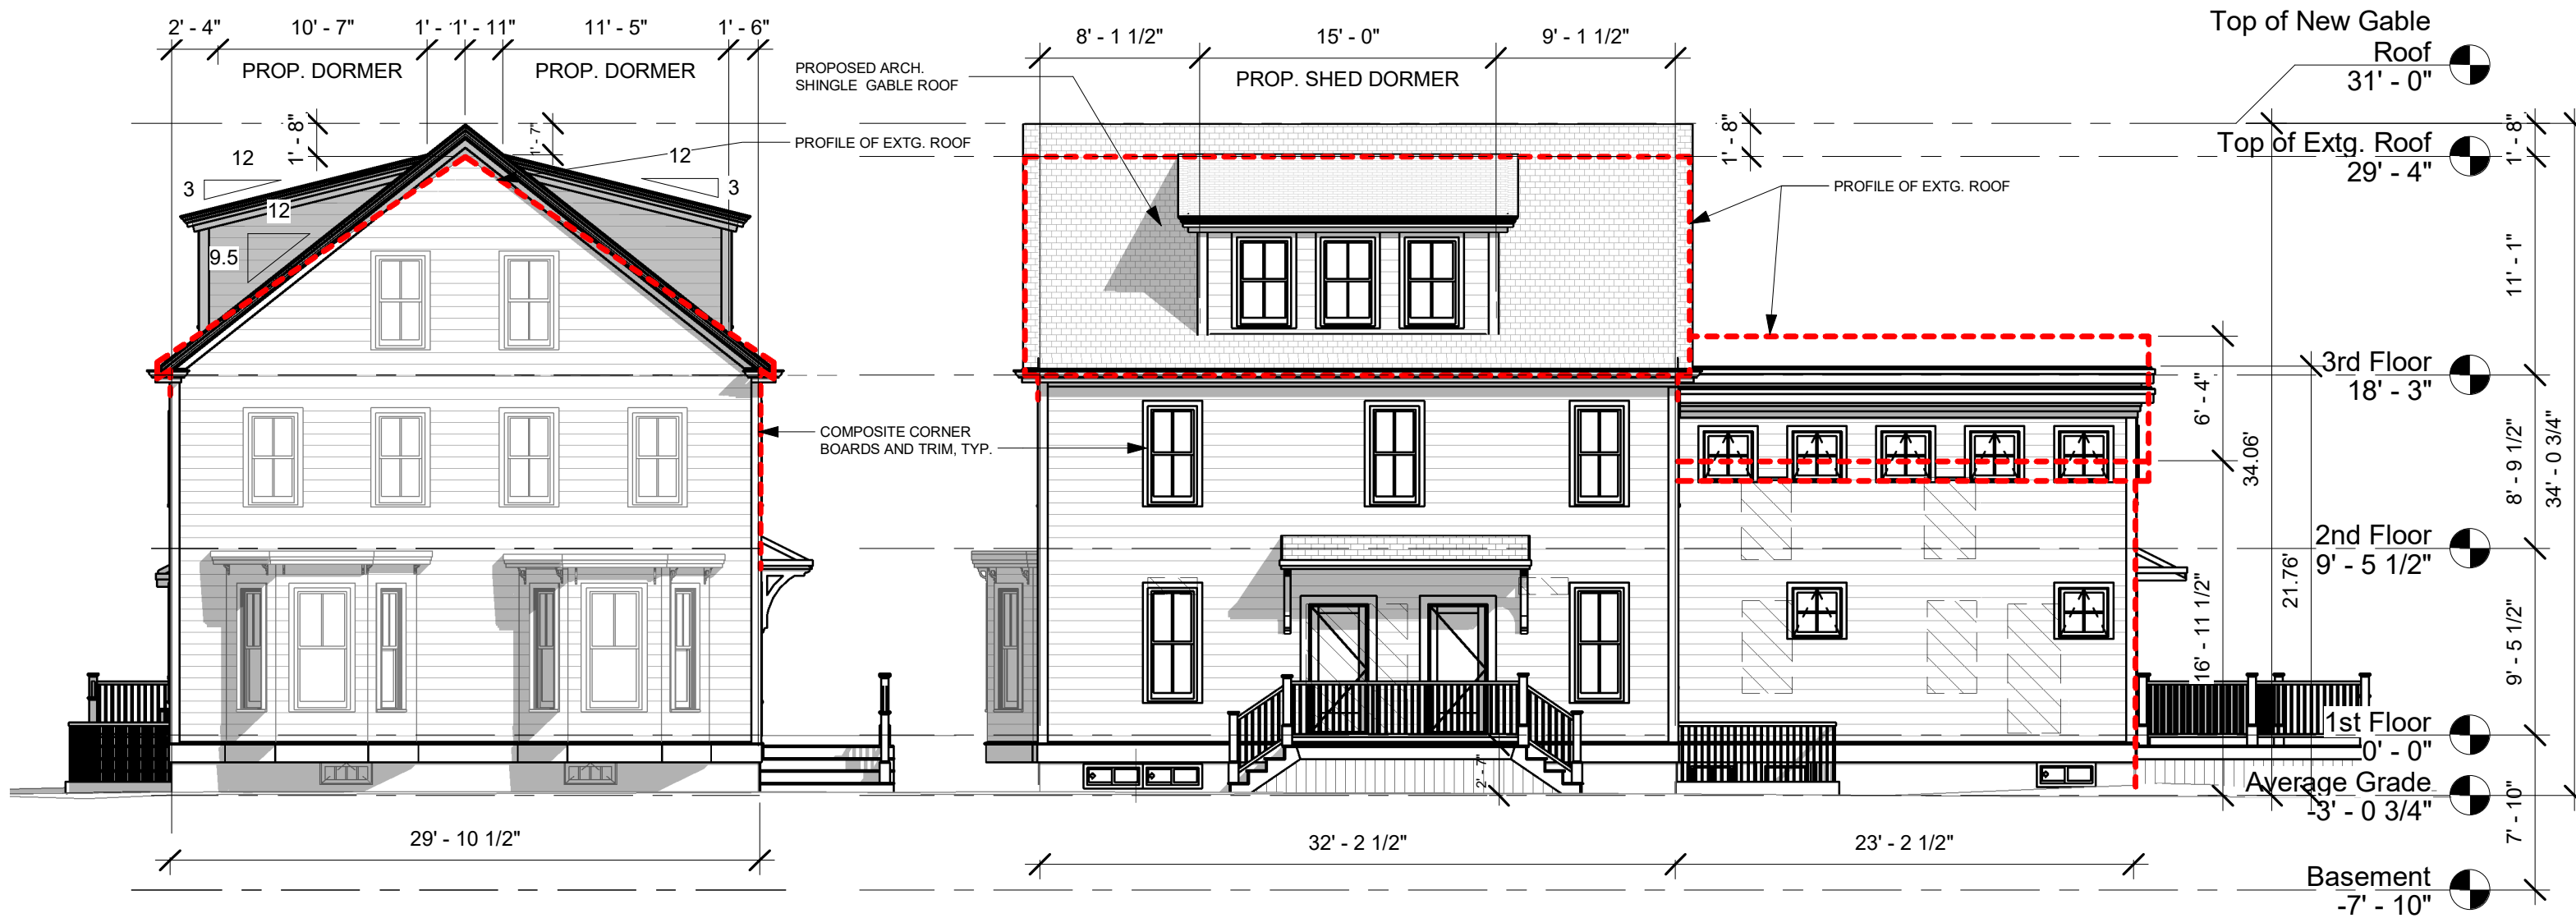 2' - 4"
10' - 7"
1' - 1"
1' - 11"
11' - 5"
1' - 6"
PROP. DORMER
PROP. DORMER
1' - 8"
1' - 7"
12
3
12
9.5
12
3
PROPOSED ARCH.
SHINGLE GABLE ROOF
PROFILE OF EXTG. ROOF
COMPOSITE CORNER
BOARDS AND TRIM, TYP.
29' - 10 1/2"
8' - 1 1/2"
15' - 0"
9' - 1 1/2"
PROP. SHED DORMER
1' - 8"
PROFILE OF EXTG. ROOF
2' - 7"
32' - 2 1/2"
23' - 2 1/2"
6' - 4"
16' - 11 1/2"
34.06'
21.76'
Top of New Gable
Roof
31' - 0"
Top of Extg. Roof
29' - 4"
3rd Floor
18' - 3"
2nd Floor
9' - 5 1/2"
1st Floor
0' - 0"
Average Grade
-3' - 0 3/4"
Basement
-7' - 10"
1' - 8"
11' - 1"
8' - 9 1/2"
9' - 5 1/2"
7' - 10"
34' - 0 3/4"